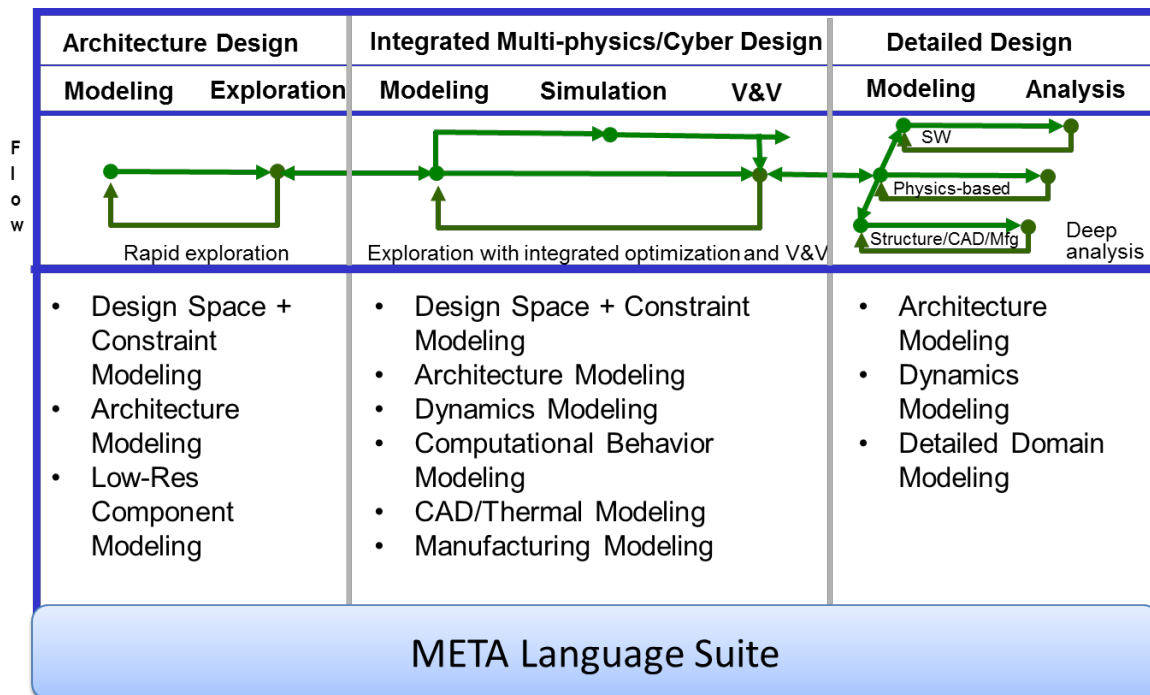 Architecture Design
Integrated Multi-physics/Cyber Design
Detailed Design
Modeling Exploration
Modeling Simulation V&V
Modeling Analysis
Flow
SW
Physics-based
Structure/CAD/Mfg
Deep
analysis
Rapid exploration
Exploration with integrated optimization and V&V
• Design Space +
Constraint
Modeling
• Architecture
Modeling
• Low-Res
Component
Modeling
• Design Space + Constraint
Modeling
• Architecture Modeling
• Dynamics Modeling
• Computational Behavior
Modeling
• CAD/Thermal Modeling
• Manufacturing Modeling
• Architecture
Modeling
• Dynamics
Modeling
• Detailed Domain
Modeling
META Language Suite